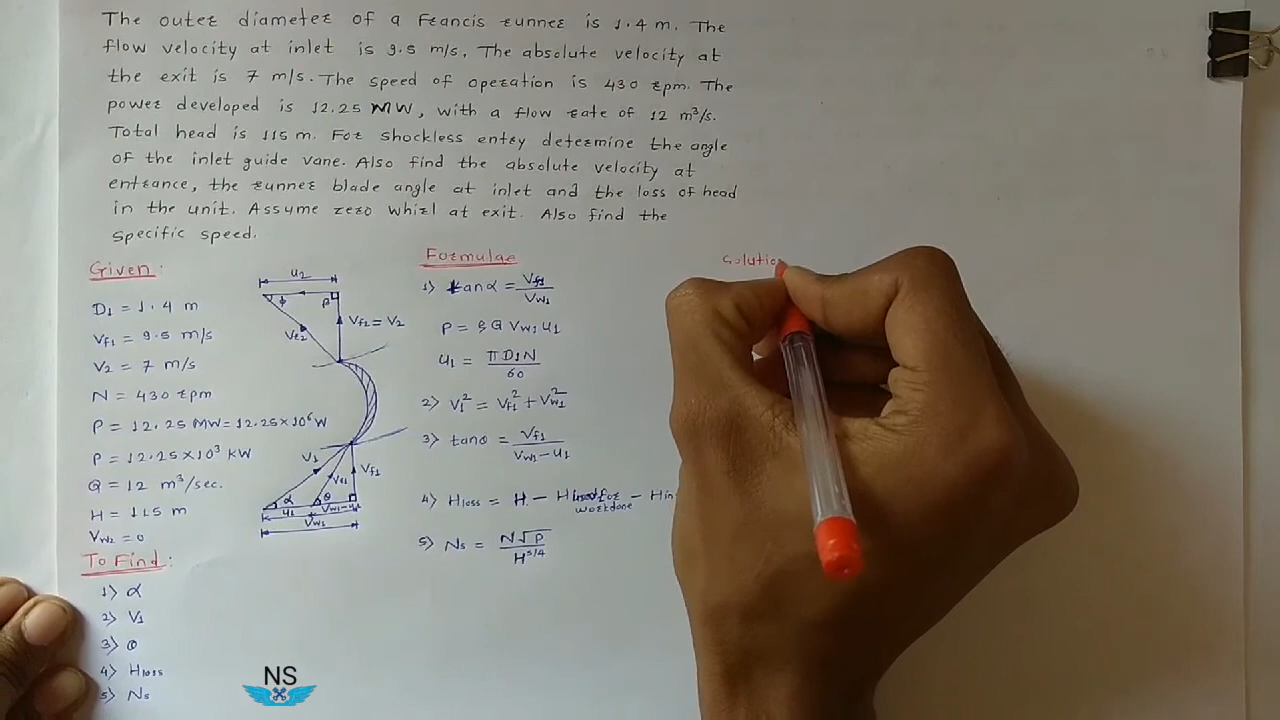 The outer diameter of a Francis runner is 1.4 m. The
flow velocity at inlet is 9.5 m/s. The absolute velocity at
the exit is 7 m/s. The speed of operation is 430 rpm. The
power developed is 12.25 MW, with a flow rate of 12 m³/s.
Total head is 115 m. For shockless entry determine the angle
of the inlet guide vane. Also find the absolute velocity at
entrance, the runner blade angle at inlet and the loss of head
in the unit. Assume zero whirl at exit. Also find the
specific speed.
Given:
D₁ = 1.4 m
Vf₁ = 9.5 m/s
V₂ = 7 m/s
N = 430 rpm
P = 12.25 MW = 12.25×10⁶ W
P = 12.25×10³ kW
Q = 12 m³/sec.
H = 115 m
Vw₂ = 0
To Find:
1) α
2) V₁
3) θ
4) Hloss
5) Ns
u₂
ϕ
β
Vr₂
Vf₂ = V₂
V₁
Vr₁
Vf₁
α
θ
u₁
Vw₁-u₁
Vw₁
Formulae
1) tanα = Vf₁/Vw₁
P = ρQ Vw₁ u₁
u₁ = πD₁N/60
2) V₁² = Vf₁² + Vw₁²
3) tanθ = Vf₁/(Vw₁-u₁)
4) Hloss = H - H for workdone - H
5) Ns = N√P/H^5/4
Solutio
NS